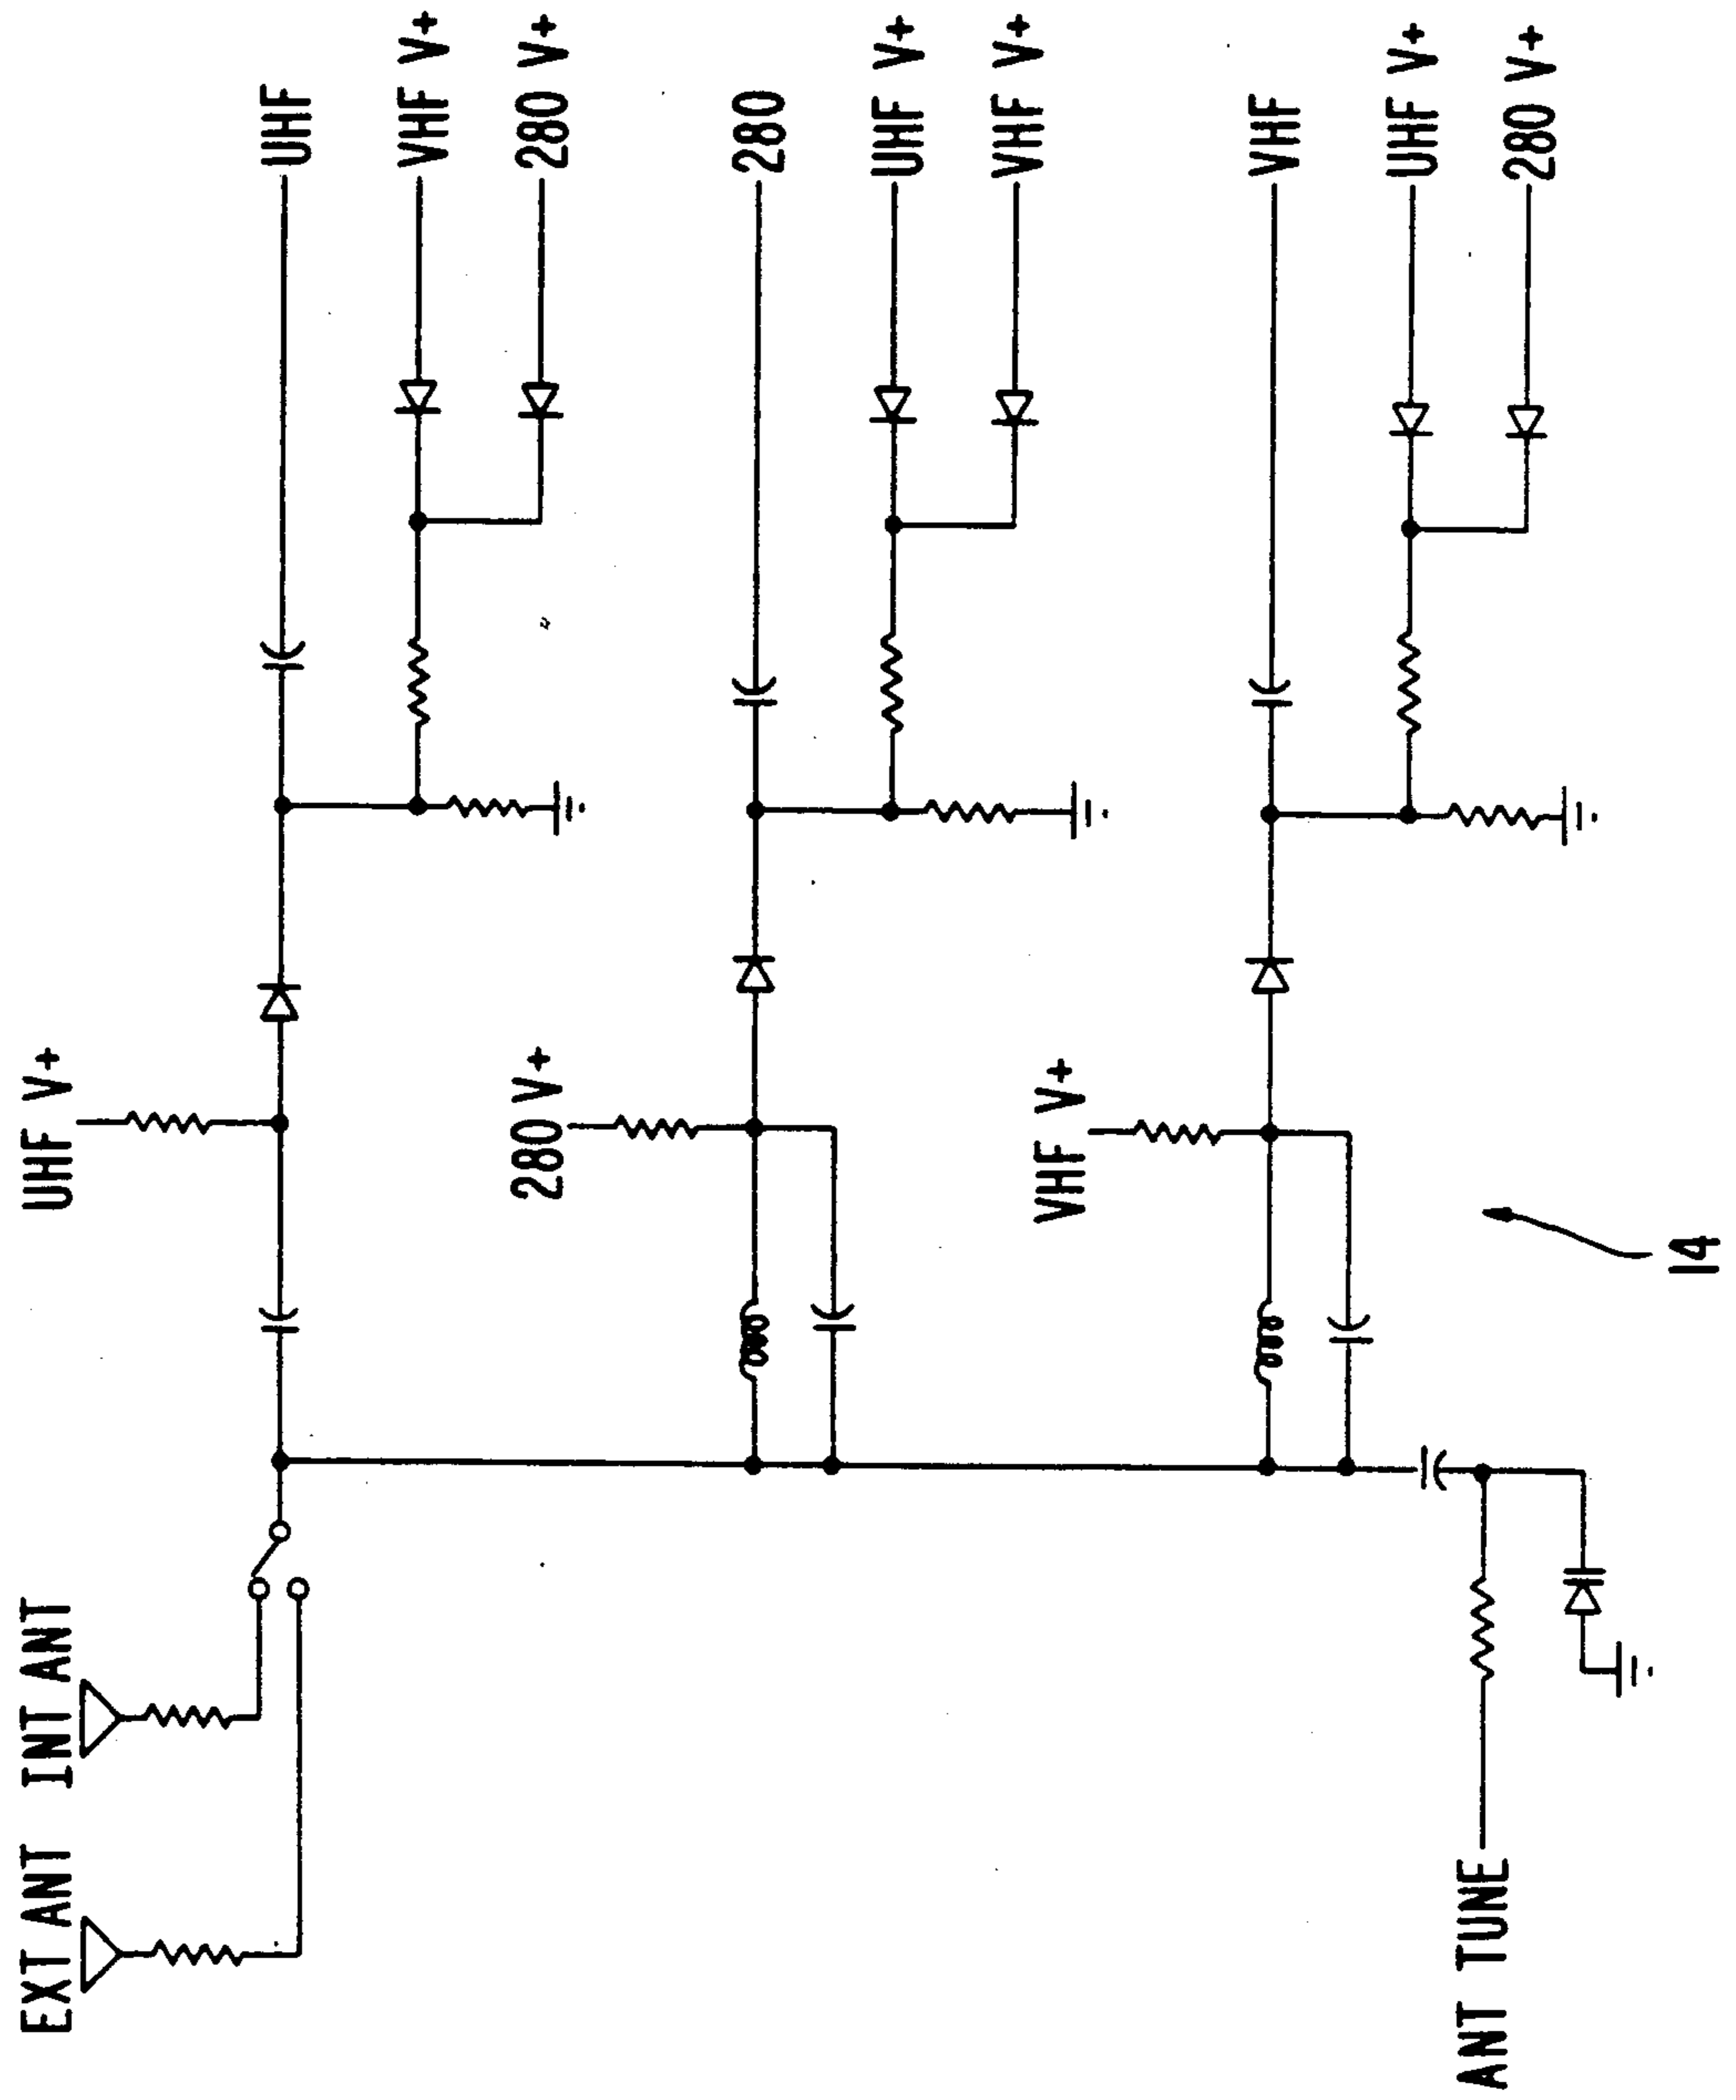 EXT ANT
INT ANT
UHF V+
UHF
VHF V+
280 V+
280 V+
280
UHF V+
VHF V+
VHF V+
VHF
UHF V+
280 V+
ANT TUNE
14